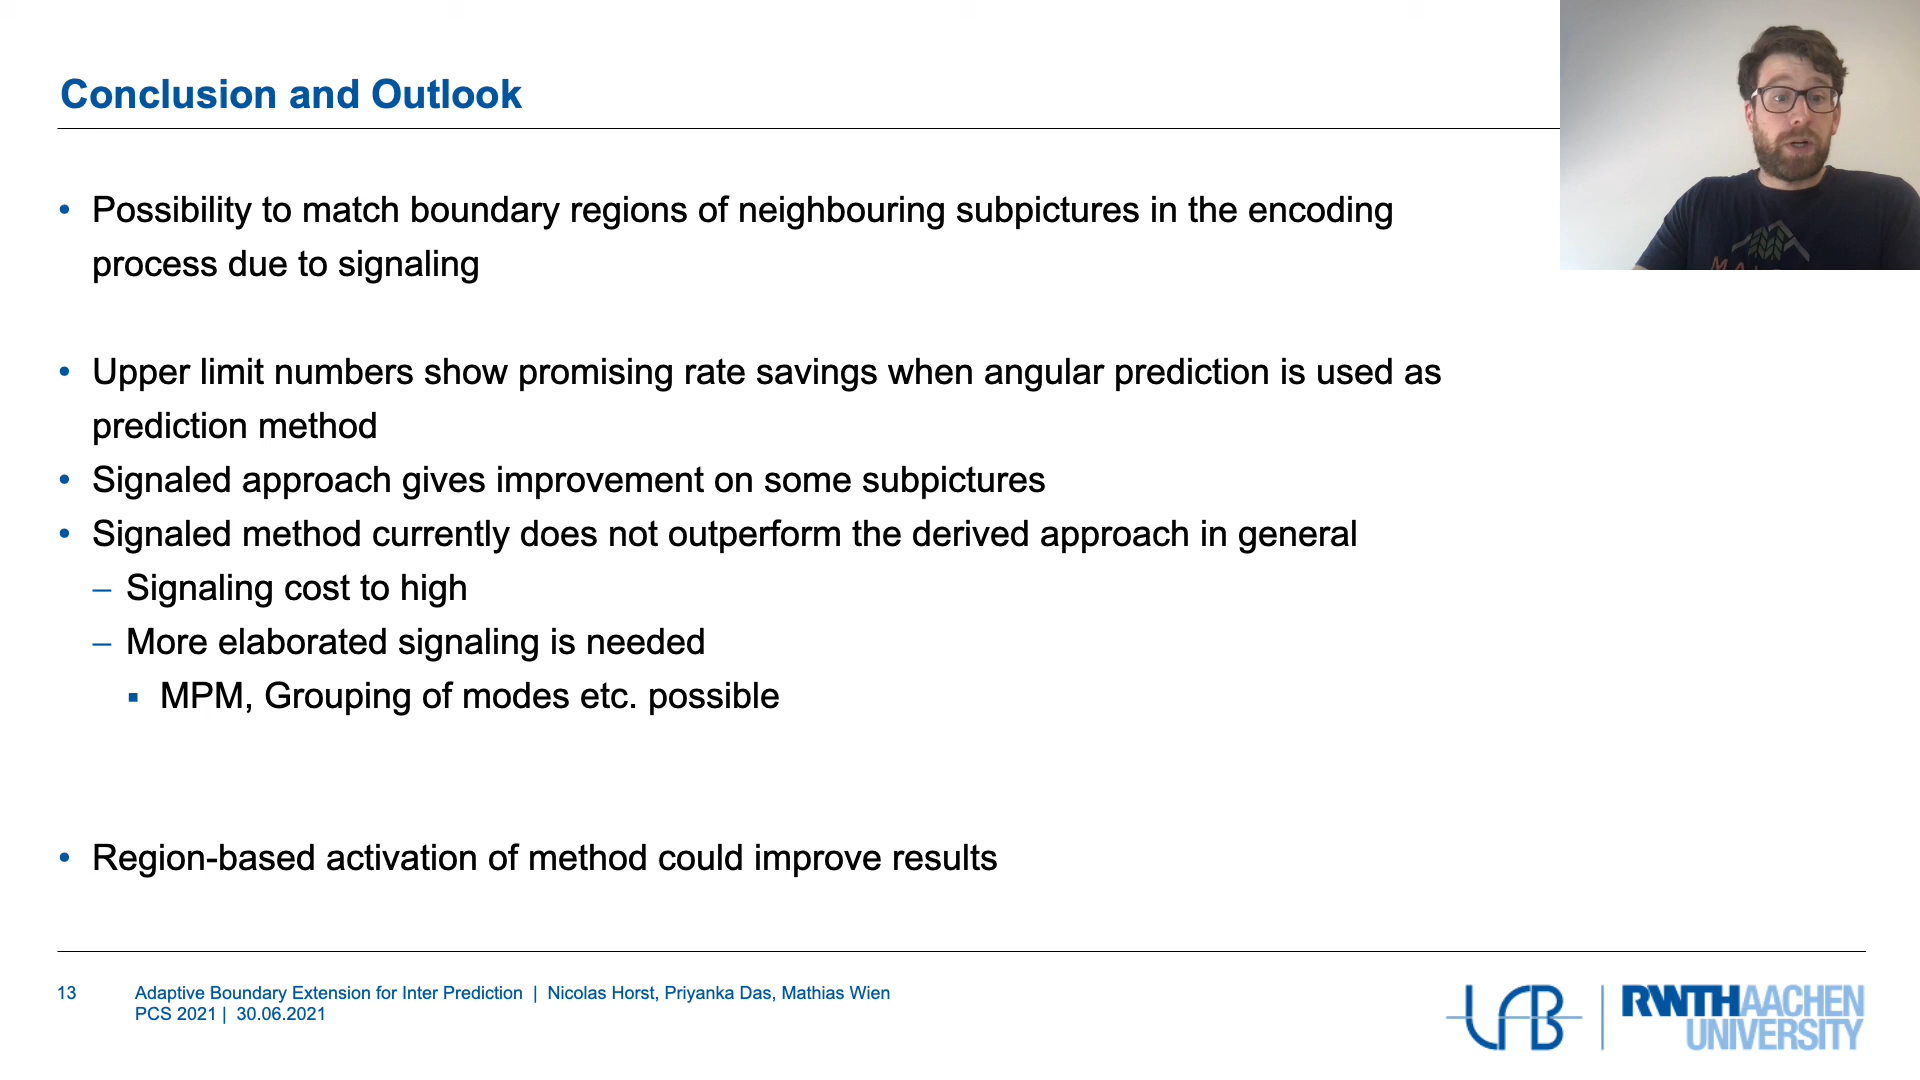 Conclusion and Outlook
• Possibility to match boundary regions of neighbouring subpictures in the encoding
process due to signaling
• Upper limit numbers show promising rate savings when angular prediction is used as
prediction method
• Signaled approach gives improvement on some subpictures
• Signaled method currently does not outperform the derived approach in general
– Signaling cost to high
– More elaborated signaling is needed
▪ MPM, Grouping of modes etc. possible
• Region-based activation of method could improve results
13 Adaptive Boundary Extension for Inter Prediction | Nicolas Horst, Priyanka Das, Mathias Wien
PCS 2021 | 30.06.2021
RWTHAACHEN
UNIVERSITY